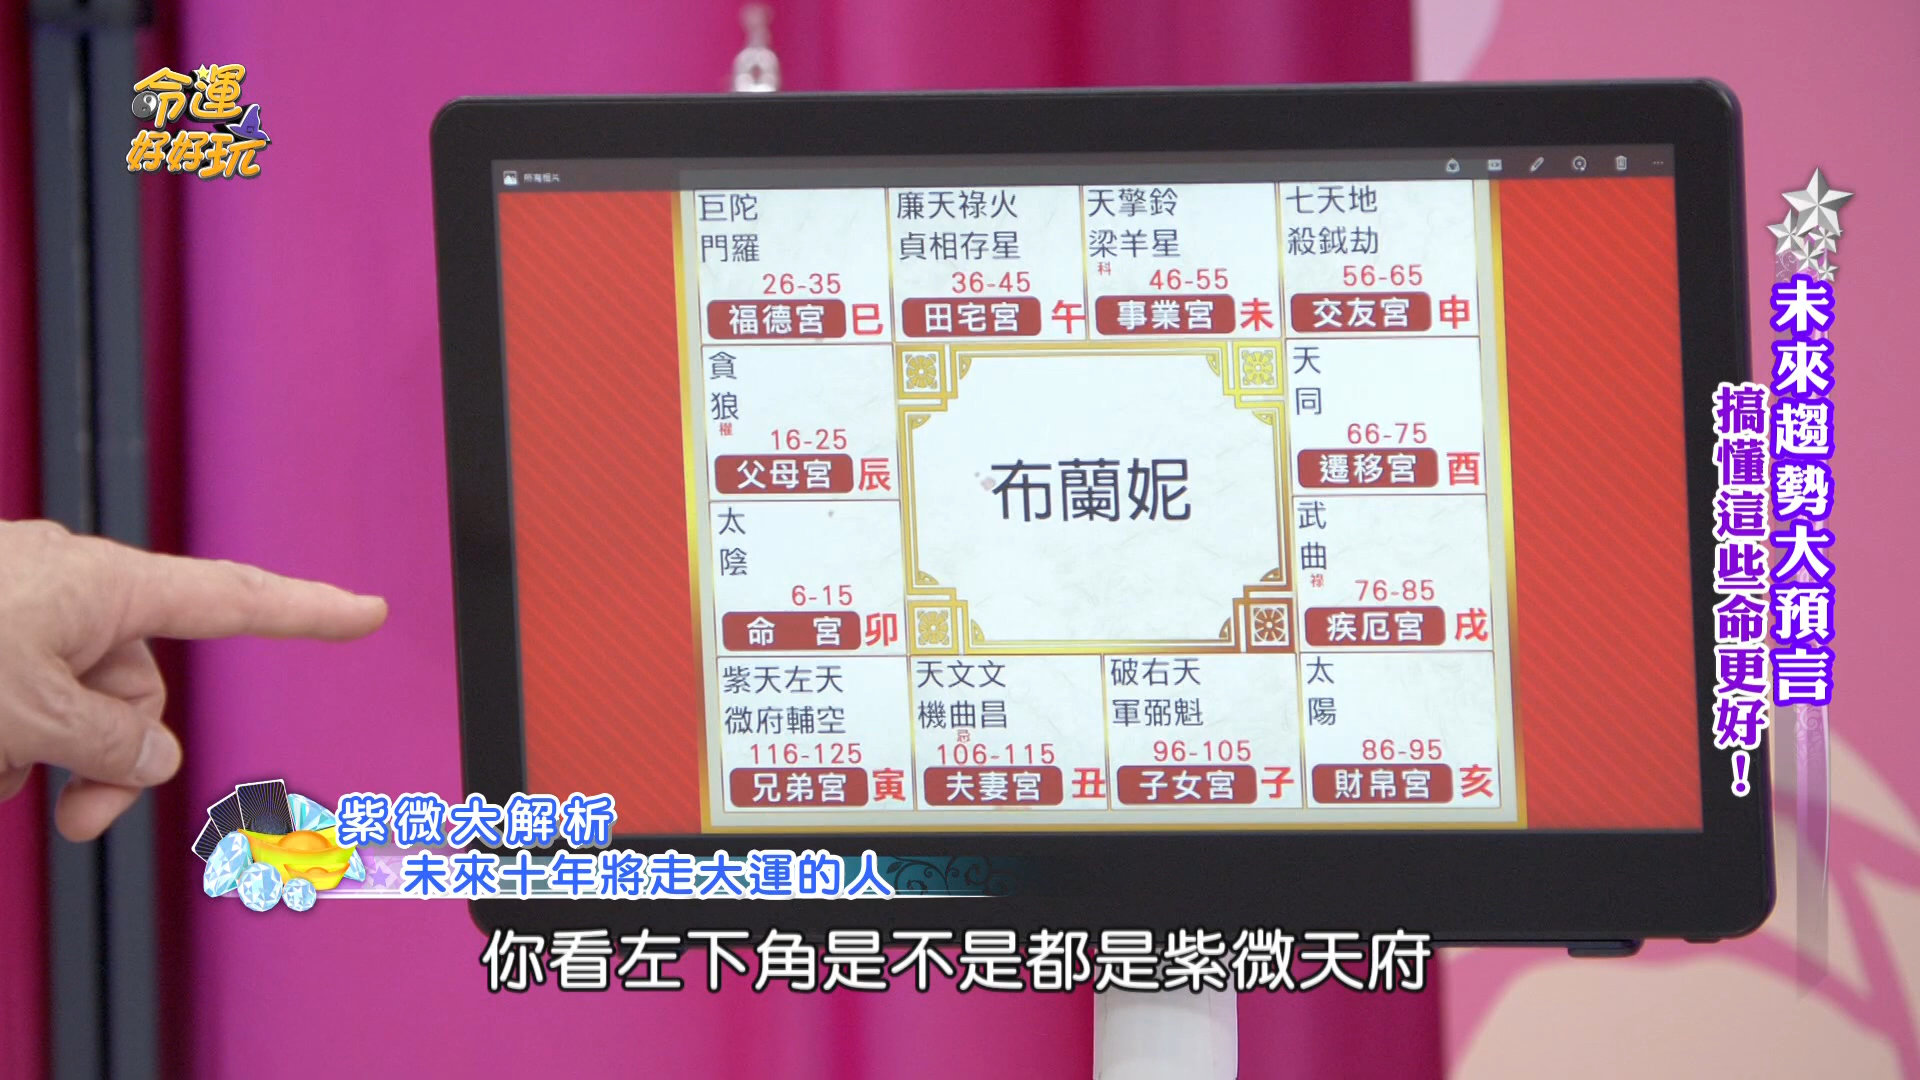 命運
好好玩
所有相片
巨陀
門羅
26-35
福德宮 巳
廉天祿火
貞相存星
36-45
田宅宮 午
天擎鈴
梁羊星
科
46-55
事業宮 未
七天地
殺鉞劫
56-65
交友宮 申
貪
狼
權
16-25
父母宮 辰
布蘭妮
天
同
66-75
遷移宮 酉
太
陰
6-15
命 宮 卯
武
曲
祿
76-85
疾厄宮 戌
紫天左天
微府輔空
116-125
兄弟宮 寅
天文文
機曲昌
忌
106-115
夫妻宮 丑
破右天
軍弼魁
96-105
子女宮 子
太
陽
86-95
財帛宮 亥
未來趨勢大預言
搞懂這些命更好！
紫微大解析
未來十年將走大運的人
你看左下角是不是都是紫微天府